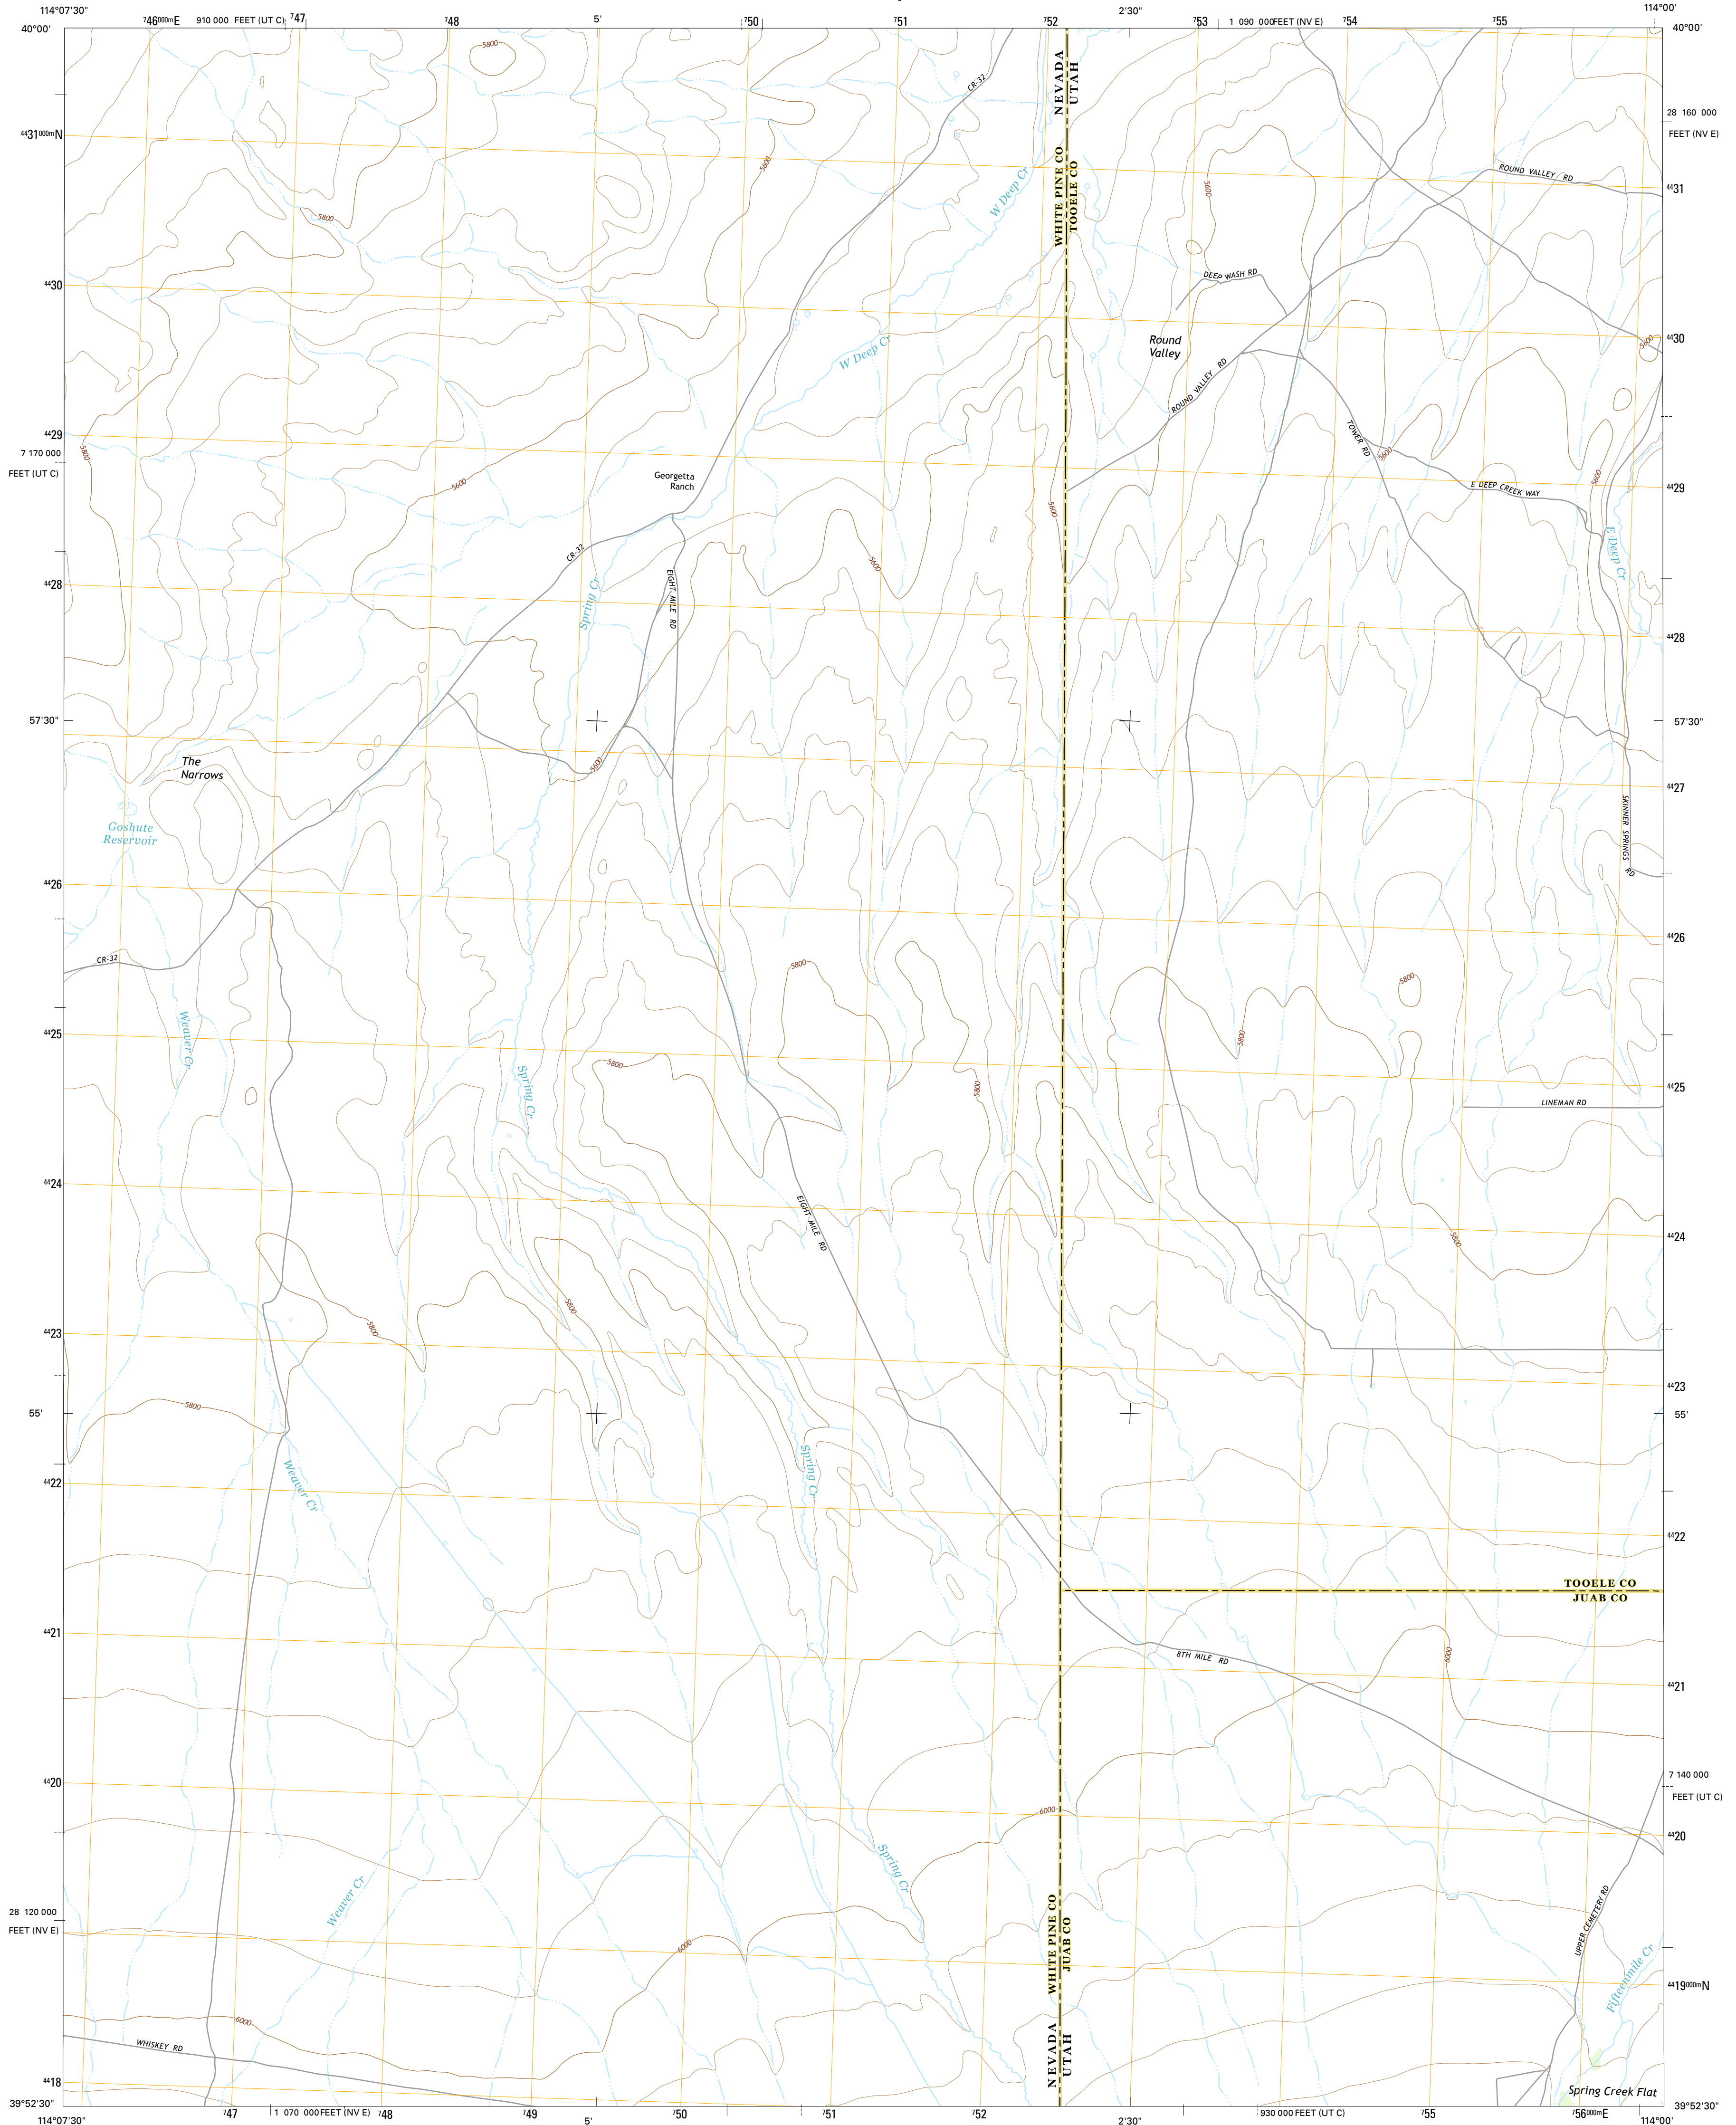 114°07'30"
⁷46⁰⁰⁰ᵐE
910 000 FEET (UT C)
⁷47
⁷48
5'
⁷50
⁷51
⁷52
2'30"
⁷53
1 090 000 FEET (NV E)
⁷54
⁷55
114°00'
40°00'
40°00'
5800
CR-32
NEVADA
UTAH
28 160 000
FEET (NV E)
⁴⁴31⁰⁰⁰ᵐN
5600
W Deep Cr
WHITE PINE CO
TOOELE CO
5600
ROUND VALLEY RD
⁴⁴31
5800
DEEP WASH RD
⁴⁴30
Round
Valley
⁴⁴30
5600
W Deep Cr
ROUND VALLEY RD
⁴⁴29
7 170 000
FEET (UT C)
5800
TOWER RD
5600
Georgetta
Ranch
5600
5600
E DEEP CREEK WAY
5600
⁴⁴29
5600
CR-32
E Deep Cr
⁴⁴28
EIGHT MILE RD
Spring Cr
⁴⁴28
57'30"
57'30"
The
Narrows
5600
⁴⁴27
Goshute
Reservoir
SKINNER SPRINGS RD
⁴⁴26
⁴⁴26
CR-32
5800
5800
Weaver Cr
⁴⁴25
5800
5800
Spring Cr
5800
⁴⁴25
LINEMAN RD
⁴⁴24
EIGHT MILE RD
⁴⁴24
5800
5800
5800
⁴⁴23
⁴⁴23
5800
55'
55'
Weaver Cr
Spring Cr
⁴⁴22
⁴⁴22
TOOELE CO
JUAB CO
⁴⁴21
8TH MILE RD
6000
⁴⁴21
⁴⁴20
7 140 000
FEET (UT C)
6000
⁴⁴20
Spring Cr
Weaver Cr
28 120 000
FEET (NV E)
WHITE PINE CO
JUAB CO
UPPER CEMETERY RD
6000
Fifteenmile Cr
⁴⁴19⁰⁰⁰ᵐN
6000
NEVADA
UTAH
WHISKEY RD
⁴⁴18
Spring Creek Flat
39°52'30"
39°52'30"
114°07'30"
⁷47
1 070 000 FEET (NV E)
⁷48
⁷49
5'
⁷50
⁷51
⁷52
2'30"
930 000 FEET (UT C)
⁷55
⁷56⁰⁰⁰ᵐE
114°00'